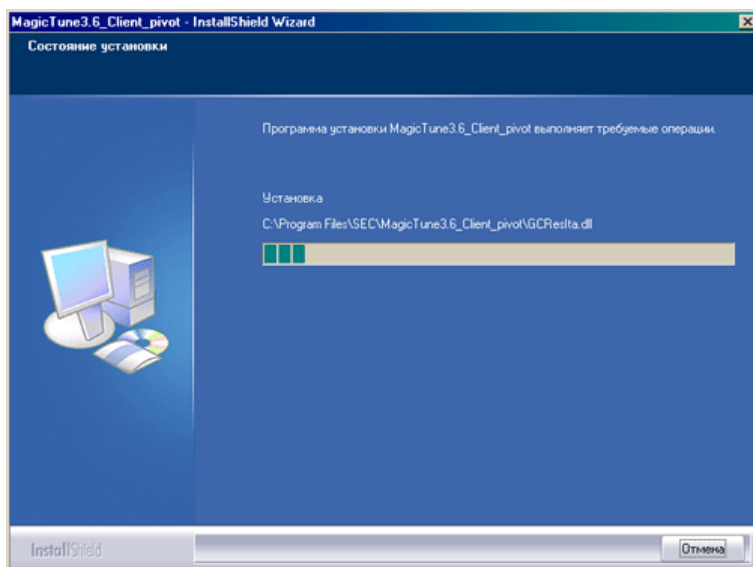 MagicTune3.6_Client_pivot - InstallShield Wizard
Состояние установки
Программа установки MagicTune3.6_Client_pivot выполняет требуемые операции.
Установка
C:\Program Files\SEC\MagicTune3.6_Client_pivot\GCResIta.dll
InstallShield
Отмена